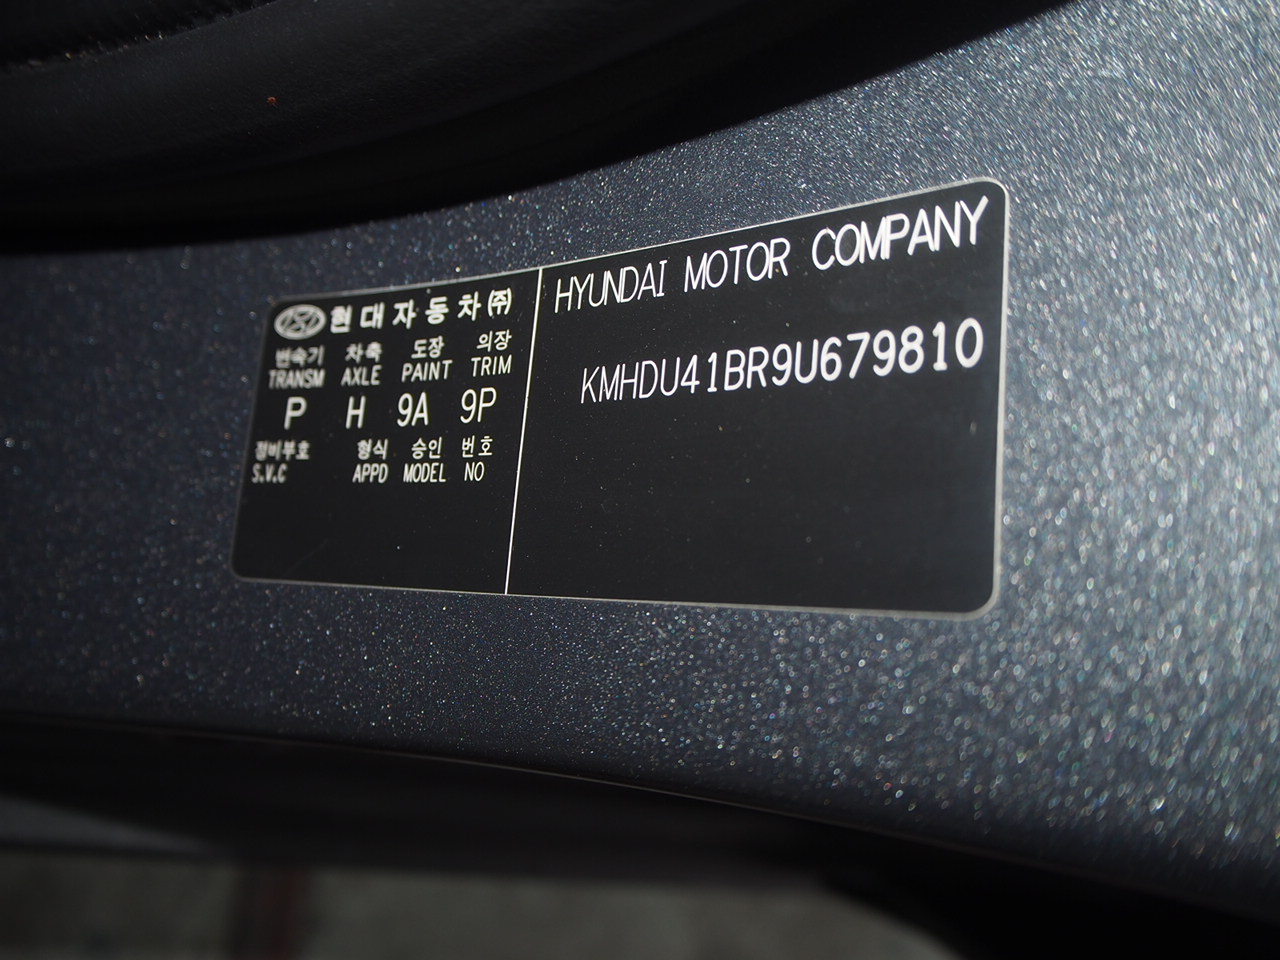 현대자동차(주)
변속기 차축 도장 의장
TRANSM AXLE PAINT TRIM
P H 9A 9P
정비부호 형식 승인 번호
S.V.C APPD MODEL NO
HYUNDAI MOTOR COMPANY
KMHDU41BR9U679810